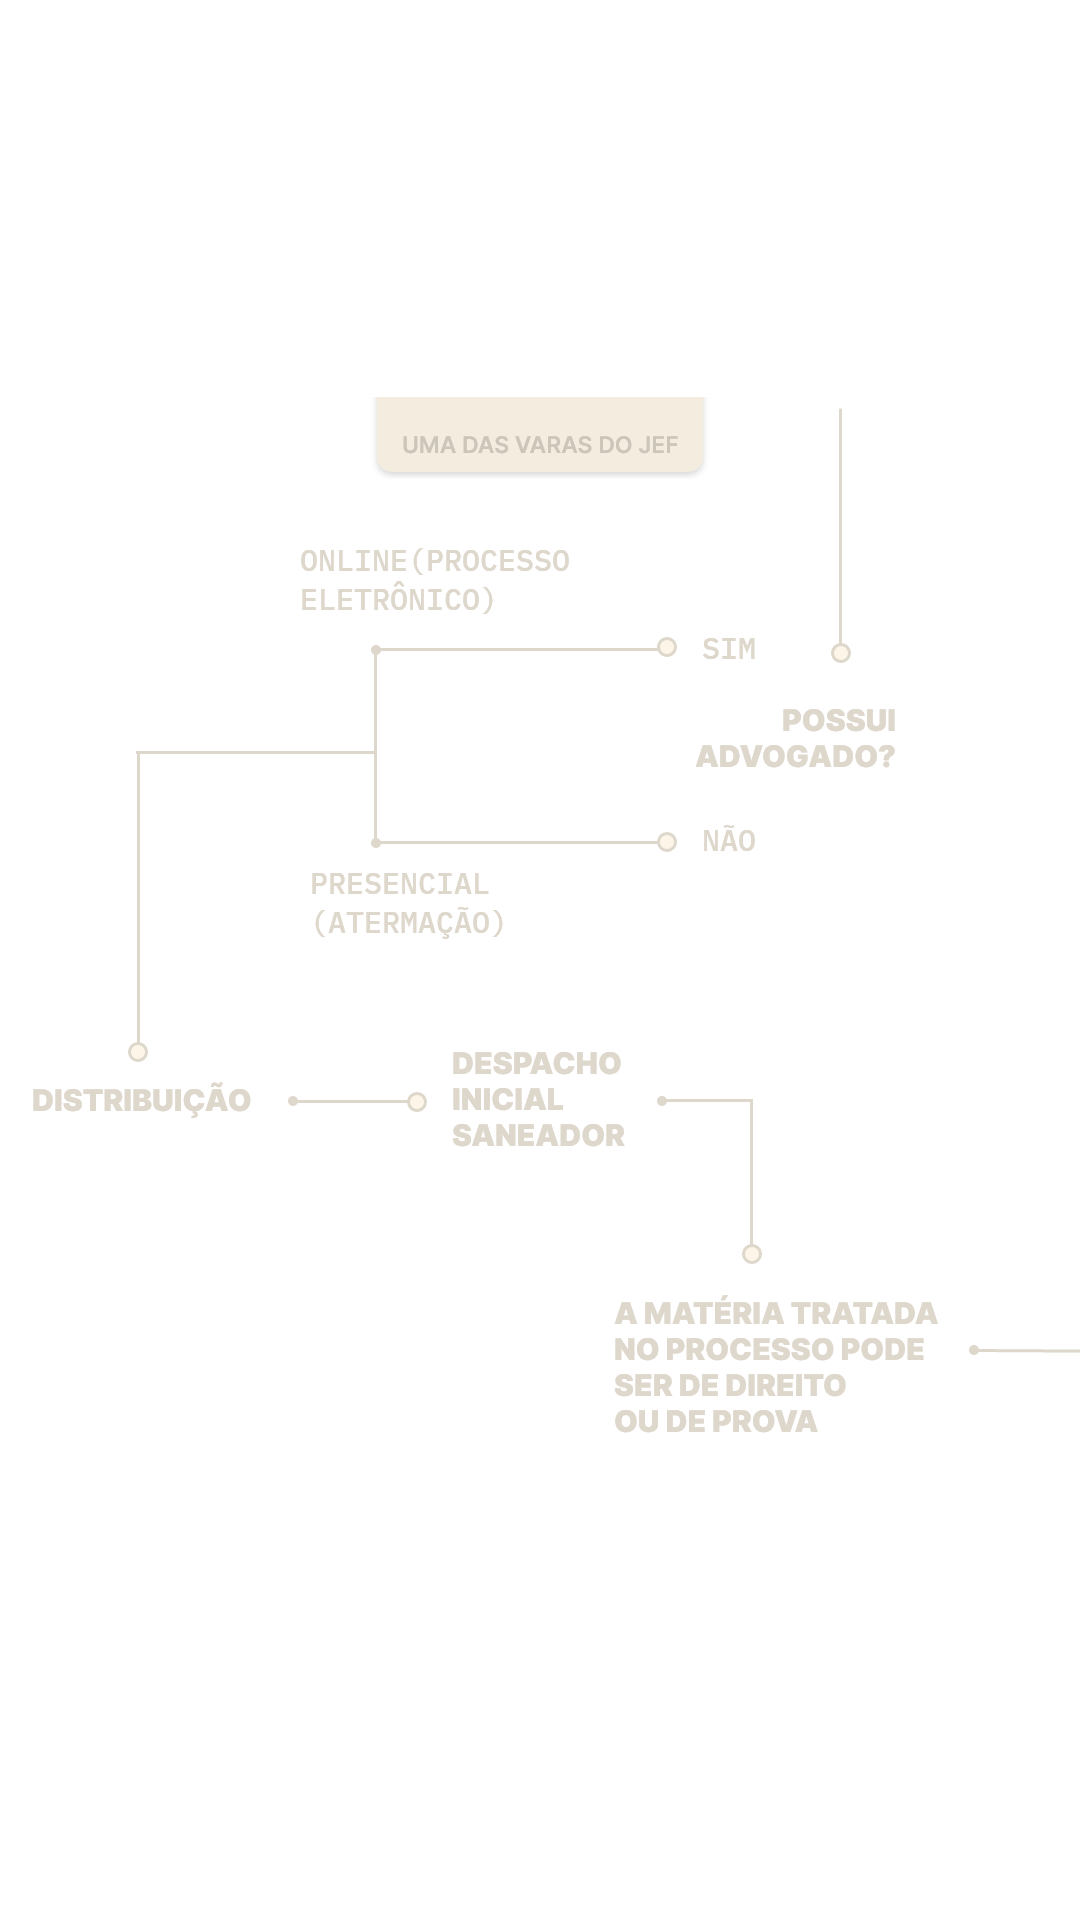 UMA DAS VARAS DO JEF
ONLINE(PROCESSO
ELETRÔNICO)
SIM
POSSUI
ADVOGADO?
NÃO
PRESENCIAL
(ATERMAÇÃO)
DISTRIBUIÇÃO
DESPACHO
INICIAL
SANEADOR
A MATÉRIA TRATADA
NO PROCESSO PODE
SER DE DIREITO
OU DE PROVA